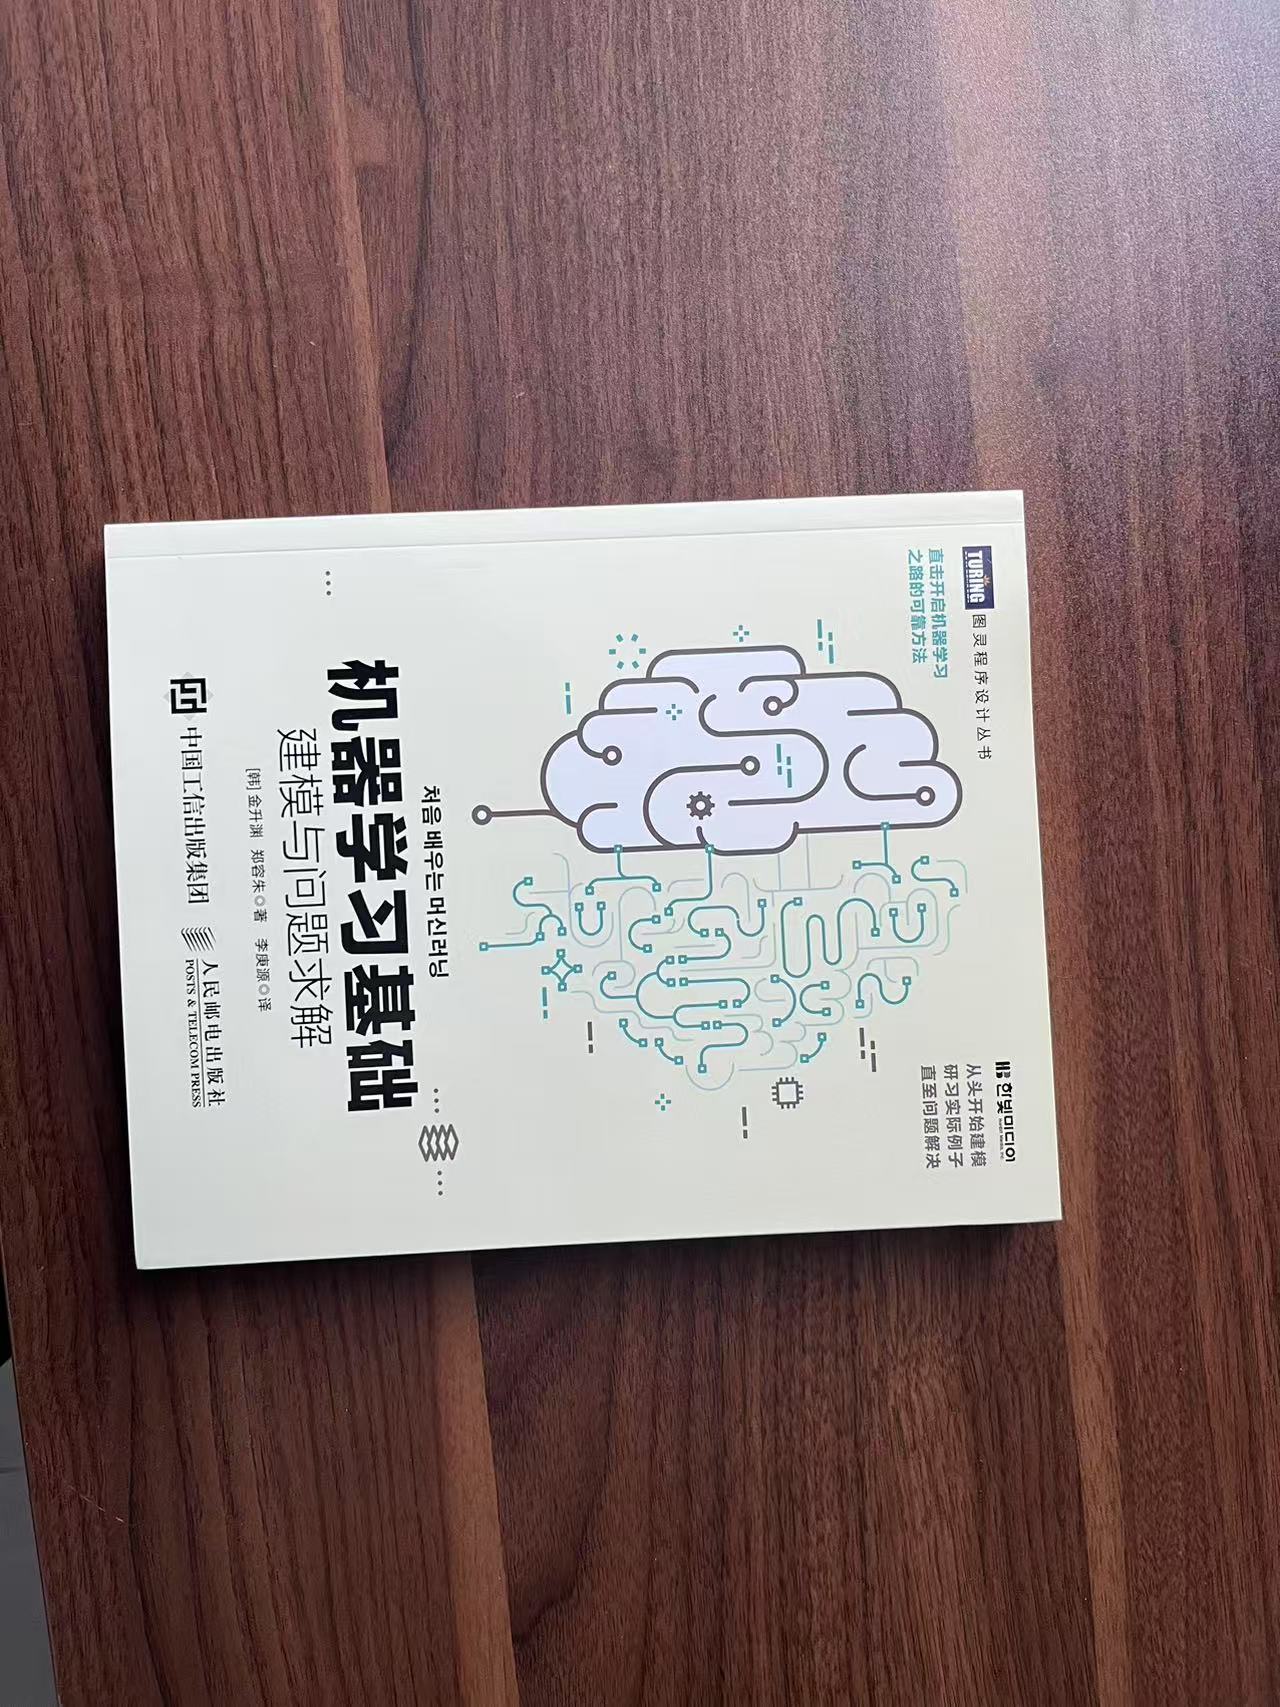 TURING 图灵程序设计丛书
直击开启机器学习
之路的可靠方法
한빛미디어
Hanbit Media, Inc.
从头开始建模
研习实际例子
直至问题解决
처음 배우는 머신러닝
机器学习基础
建模与问题求解
[韩] 金升渊 郑容朱◎著 李庚源◎译
中国工信出版集团
人民邮电出版社
POSTS & TELECOM PRESS